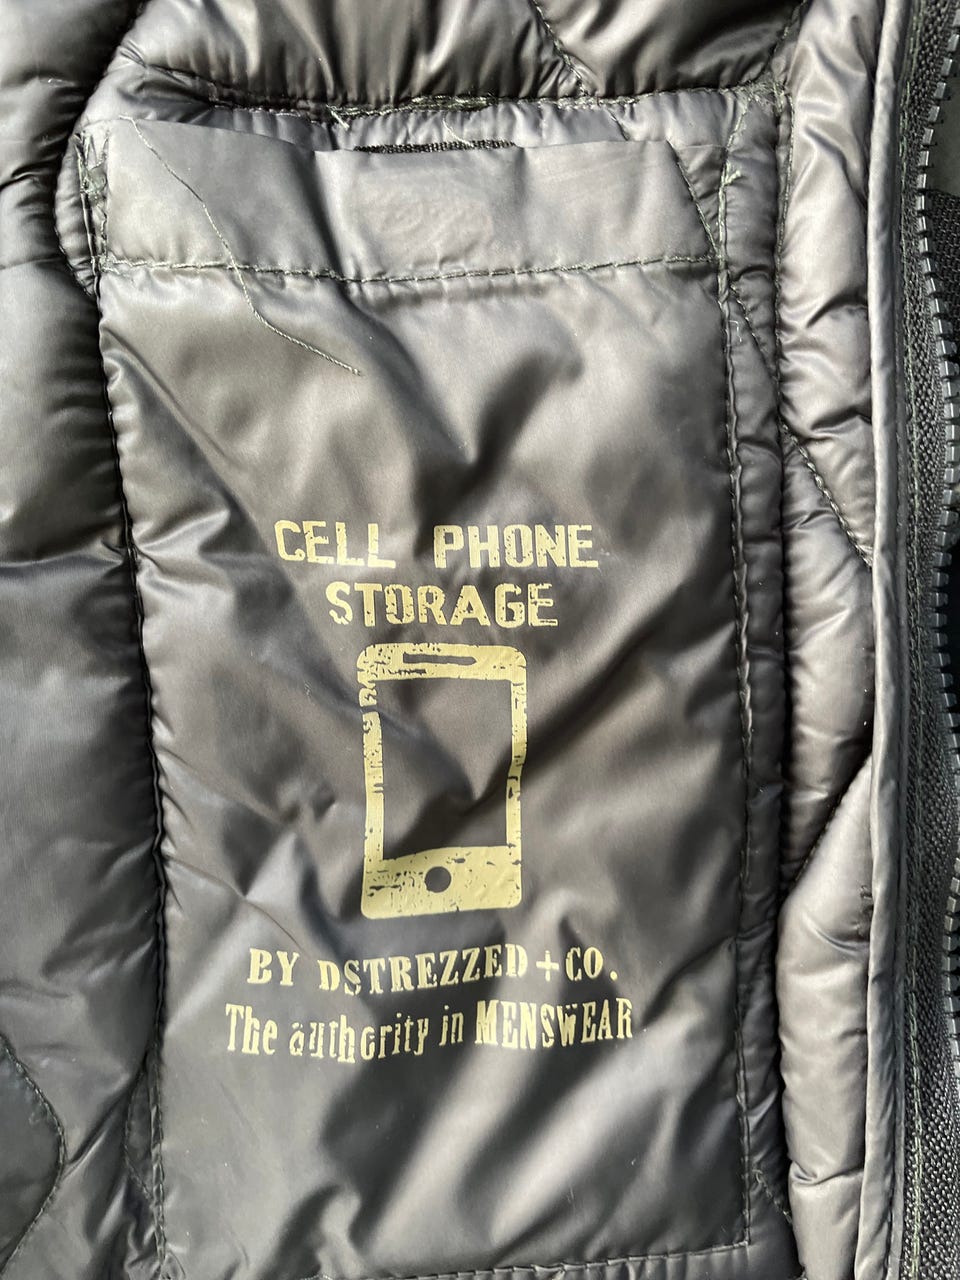 CELL PHONE
STORAGE
BY DSTREZZED+CO.
The authority in MENSWEAR